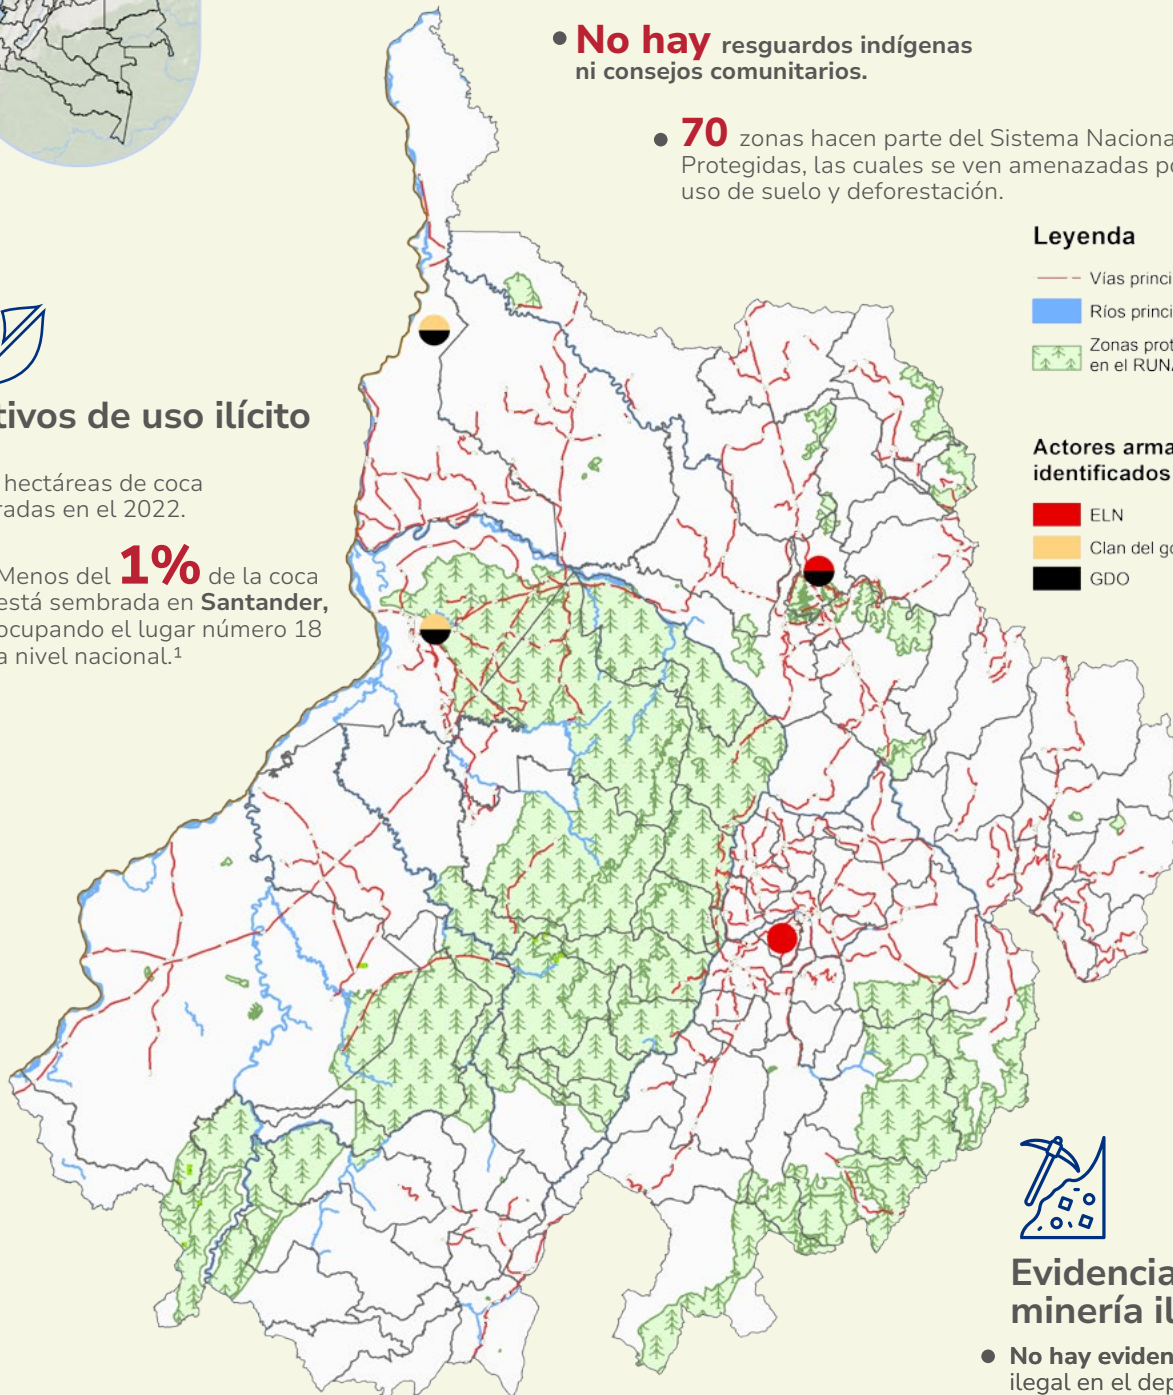 • No hay resguardos indígenas
ni consejos comunitarios.
• 70 zonas hacen parte del Sistema Naciona
Protegidas, las cuales se ven amenazadas po
uso de suelo y deforestación.
Leyenda
Vías princi
Ríos princi
Zonas prot
en el RUNA
Actores arma
identificados
ELN
Clan del go
GDO
tivos de uso ilícito
hectáreas de coca
radas en el 2022.
Menos del 1% de la coca
está sembrada en Santander,
ocupando el lugar número 18
a nivel nacional.¹
Evidencia
minería il
• No hay eviden
ilegal en el dep